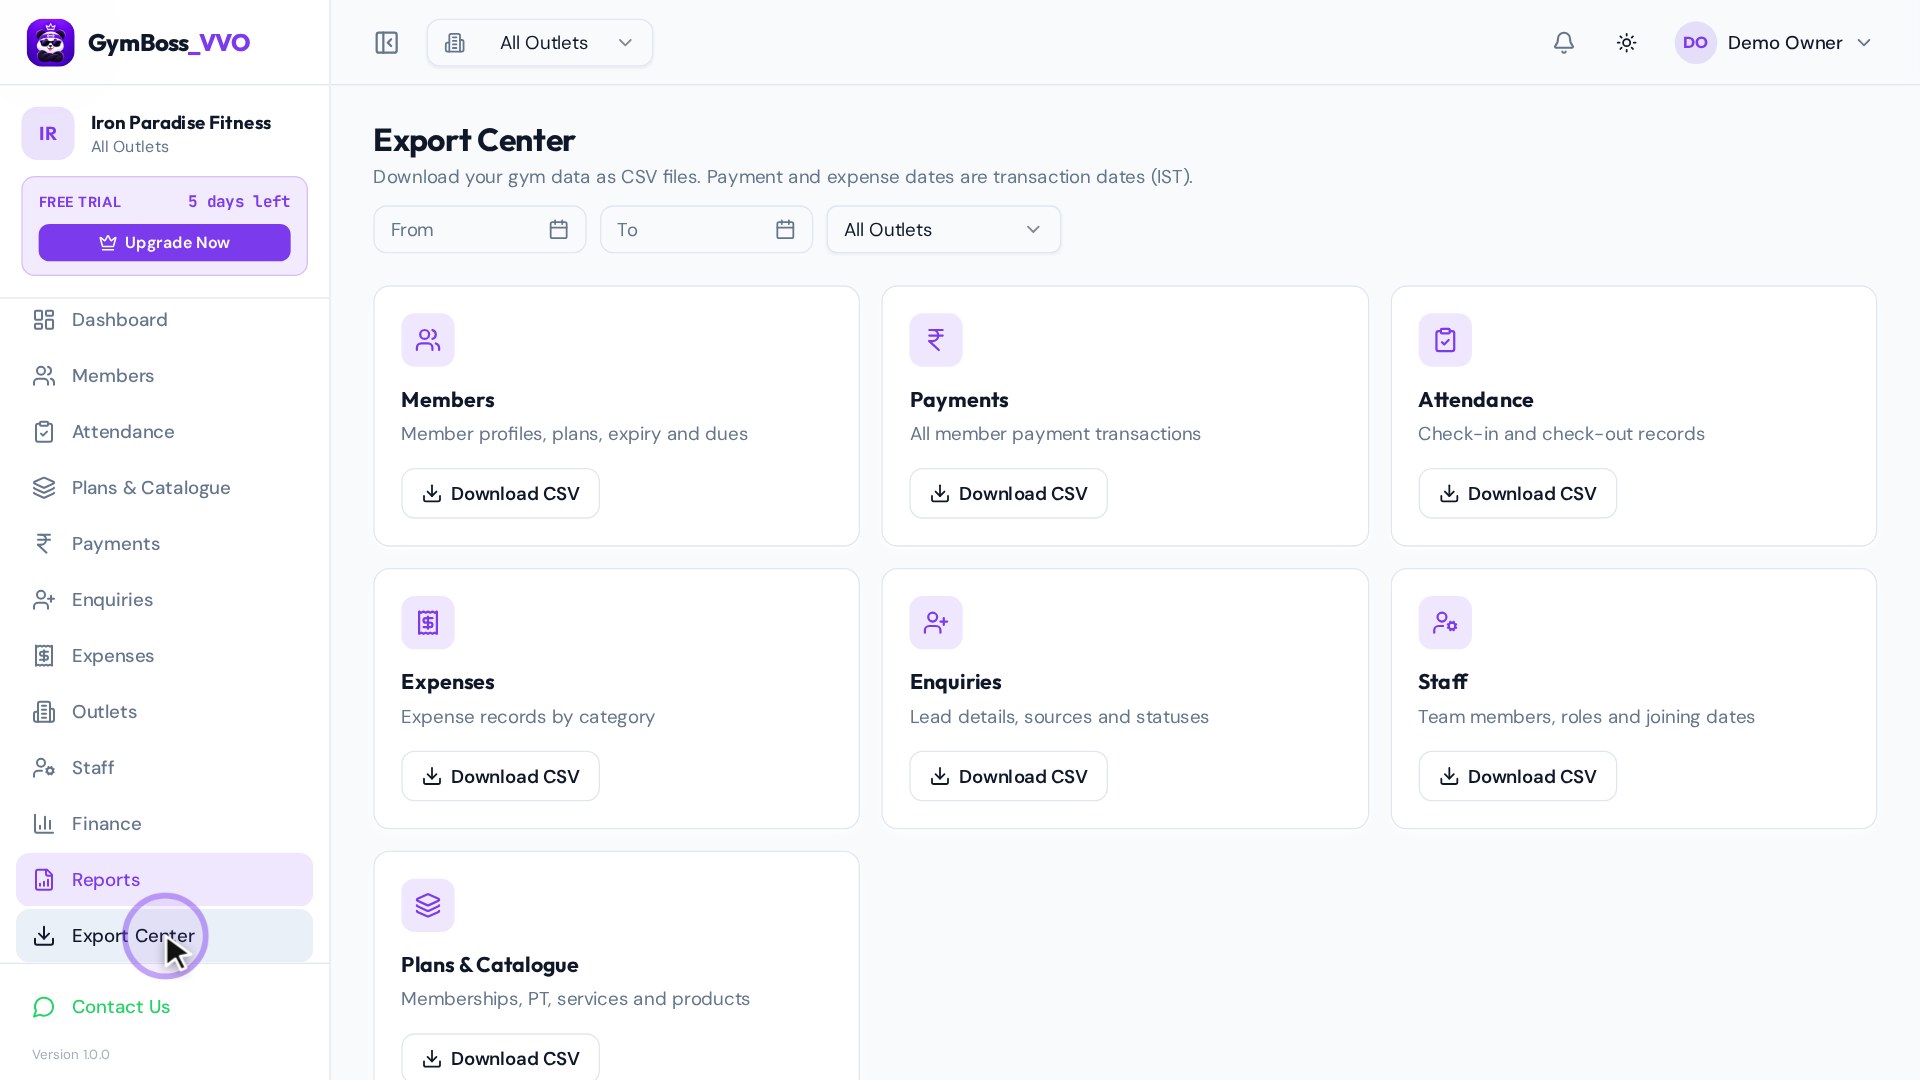 GymBoss_VVO
All Outlets
DO
Demo Owner
IR
Iron Paradise Fitness
All Outlets
FREE TRIAL
5 days left
Upgrade Now
Dashboard
Members
Attendance
Plans & Catalogue
Payments
Enquiries
Expenses
Outlets
Staff
Finance
Reports
Export Center
Contact Us
Version 1.0.0
Export Center
Download your gym data as CSV files. Payment and expense dates are transaction dates (IST).
From
To
All Outlets
Members
Member profiles, plans, expiry and dues
Download CSV
Payments
All member payment transactions
Download CSV
Attendance
Check-in and check-out records
Download CSV
Expenses
Expense records by category
Download CSV
Enquiries
Lead details, sources and statuses
Download CSV
Staff
Team members, roles and joining dates
Download CSV
Plans & Catalogue
Memberships, PT, services and products
Download CSV